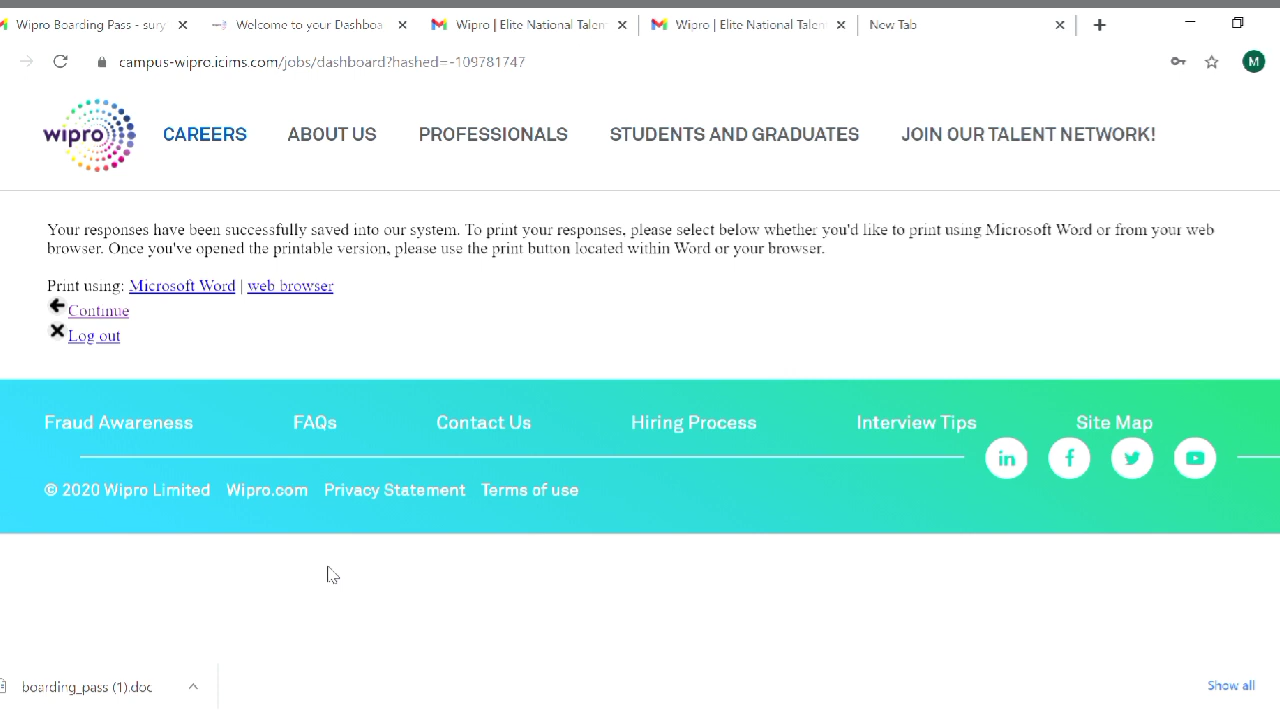 Wipro Boarding Pass - sury
Welcome to your Dashboa
Wipro | Elite National Talen
Wipro | Elite National Talen
New Tab
campus-wipro.icims.com/jobs/dashboard?hashed=-109781747
M
wipro
CAREERS
ABOUT US
PROFESSIONALS
STUDENTS AND GRADUATES
JOIN OUR TALENT NETWORK!
Your responses have been successfully saved into our system. To print your responses, please select below whether you'd like to print using Microsoft Word or from your web
browser. Once you've opened the printable version, please use the print button located within Word or your browser.
Print using: Microsoft Word | web browser
Continue
Log out
Fraud Awareness
FAQs
Contact Us
Hiring Process
Interview Tips
Site Map
© 2020 Wipro Limited
Wipro.com
Privacy Statement
Terms of use
boarding_pass (1).doc
Show all